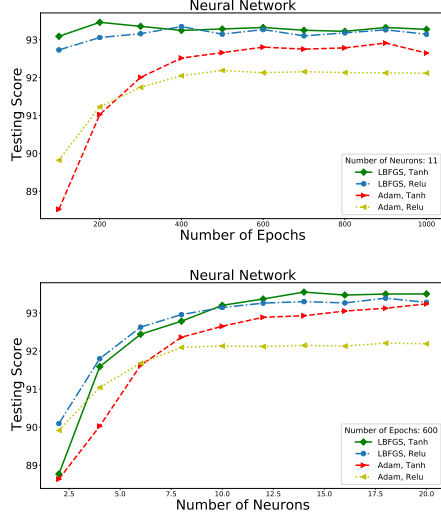 Neural Network
93
92
91
90
89
Testing Score
200
400
600
800
1000
Number of Epochs
Number of Neurons: 11
LBFGS, Tanh
LBFGS, Relu
Adam, Tanh
Adam, Relu
Neural Network
93
92
91
90
89
Testing Score
2.5
5.0
7.5
10.0
12.5
15.0
17.5
20.0
Number of Neurons
Number of Epochs: 600
LBFGS, Tanh
LBFGS, Relu
Adam, Tanh
Adam, Relu